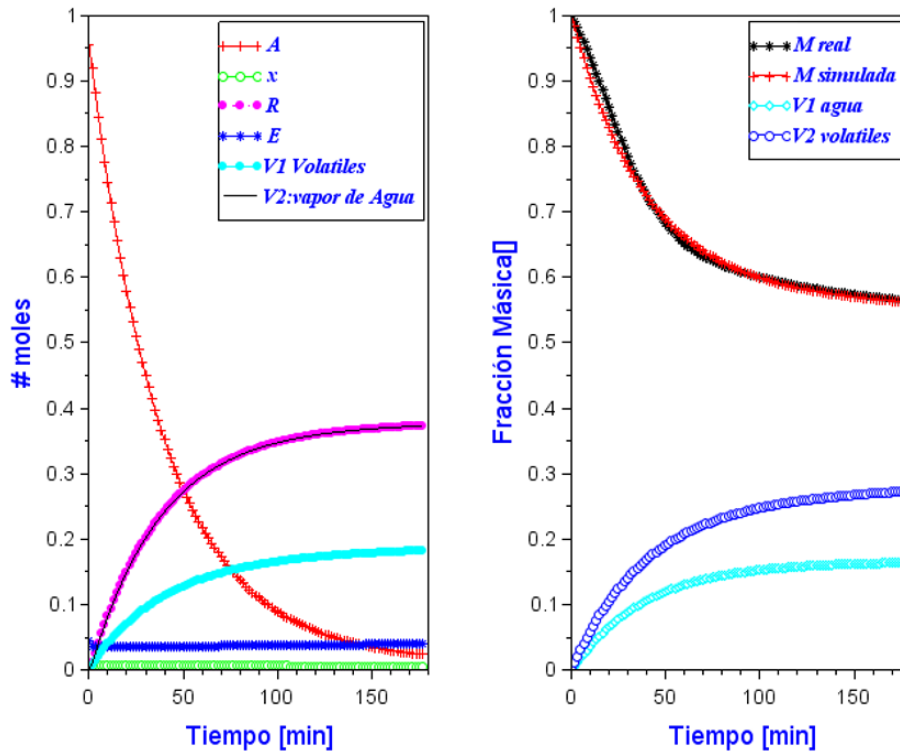 1
0.9
0.8
0.7
0.6
0.5
0.4
0.3
0.2
0.1
0
# moles
A
x
R
E
V1 Volatiles
V2:vapor de Agua
0
50
100
150
Tiempo [min]
1
0.9
0.8
0.7
0.6
0.5
0.4
0.3
0.2
0.1
0
Fracción Másica[]
M real
M simulada
V1 agua
V2 volatiles
0
50
100
150
Tiempo [min]